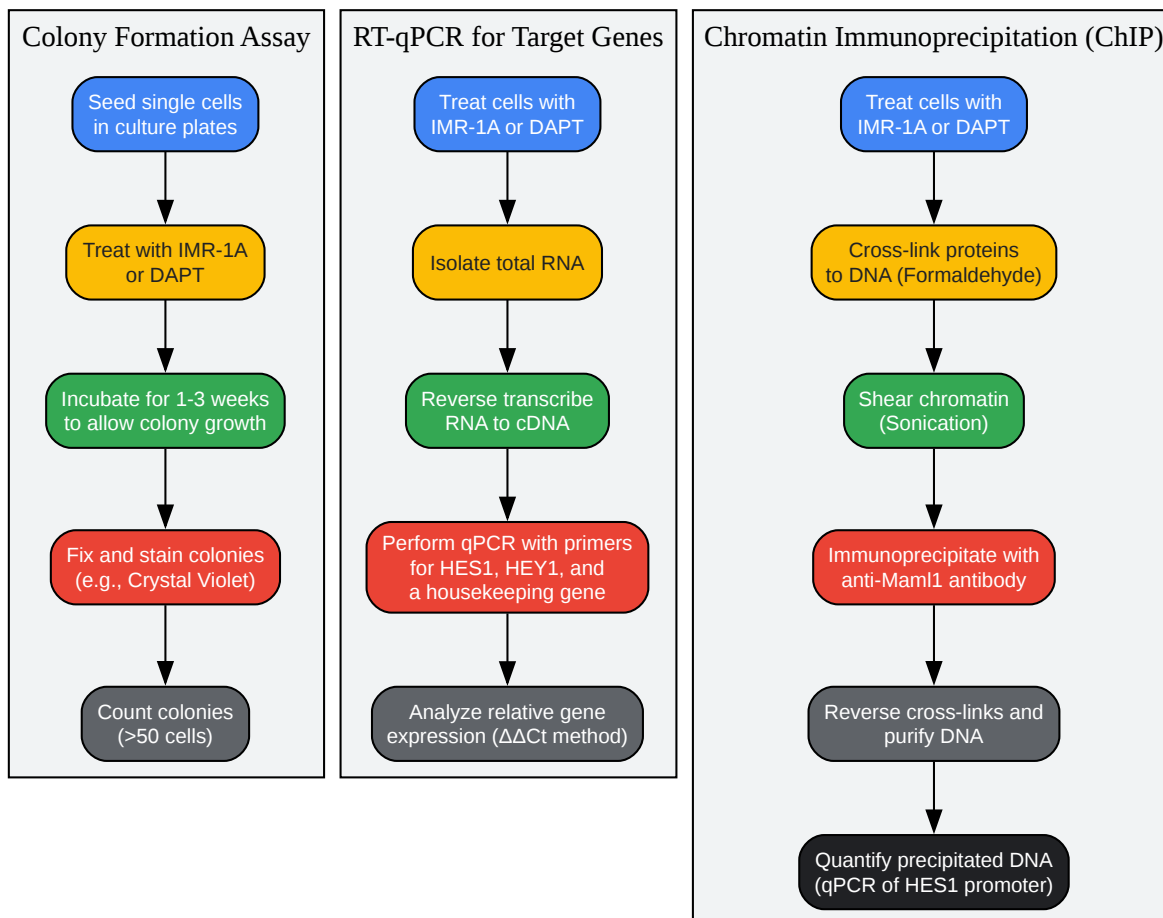 Colony Formation Assay
Seed single cells
in culture plates
Treat with IMR-1A
or DAPT
Incubate for 1-3 weeks
to allow colony growth
Fix and stain colonies
(e.g., Crystal Violet)
Count colonies
(>50 cells)
RT-qPCR for Target Genes
Treat cells with
IMR-1A or DAPT
Isolate total RNA
Reverse transcribe
RNA to cDNA
Perform qPCR with primers
for HES1, HEY1, and
a housekeeping gene
Analyze relative gene
expression (ΔΔCt method)
Chromatin Immunoprecipitation (ChIP)
Treat cells with
IMR-1A or DAPT
Cross-link proteins
to DNA (Formaldehyde)
Shear chromatin
(Sonication)
Immunoprecipitate with
anti-Maml1 antibody
Reverse cross-links and
purify DNA
Quantify precipitated DNA
(qPCR of HES1 promoter)